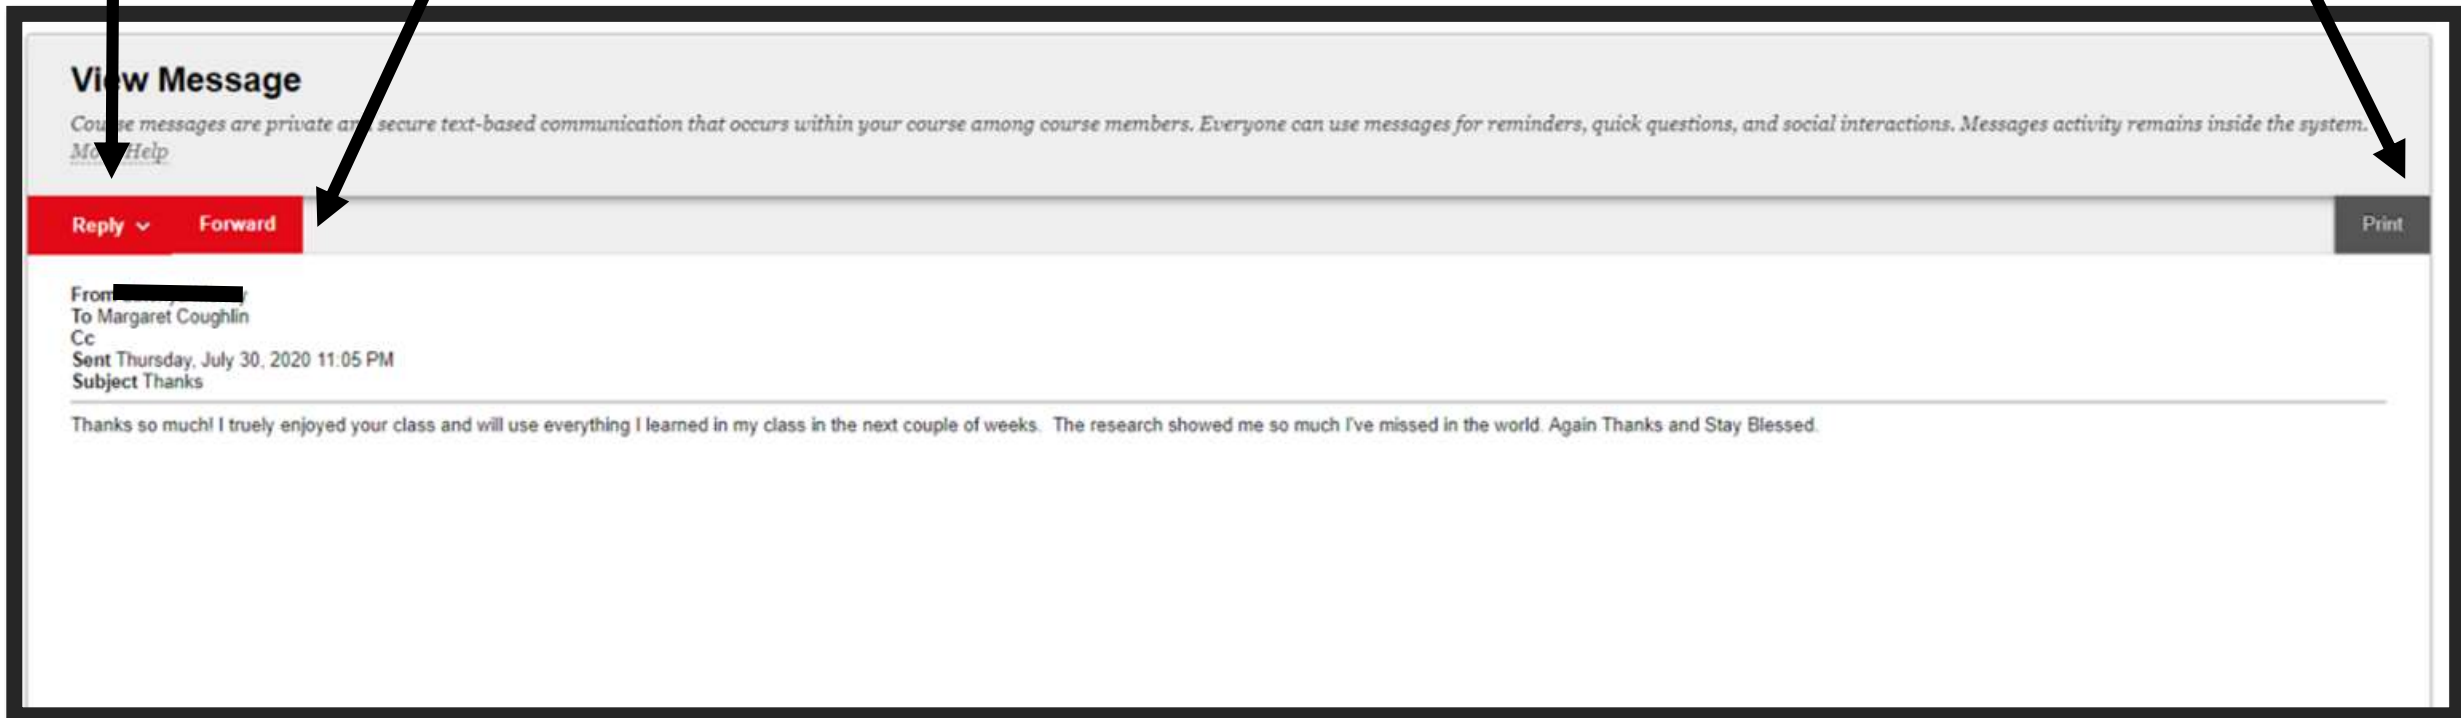 View Message
Course messages are private and secure text-based communication that occurs within your course among course members. Everyone can use messages for reminders, quick questions, and social interactions. Messages activity remains inside the system.
More Help
Reply Forward Print
From
To Margaret Coughlin
Cc
Sent Thursday, July 30, 2020 11:05 PM
Subject Thanks
Thanks so much! I truely enjoyed your class and will use everything I learned in my class in the next couple of weeks. The research showed me so much I've missed in the world. Again Thanks and Stay Blessed.